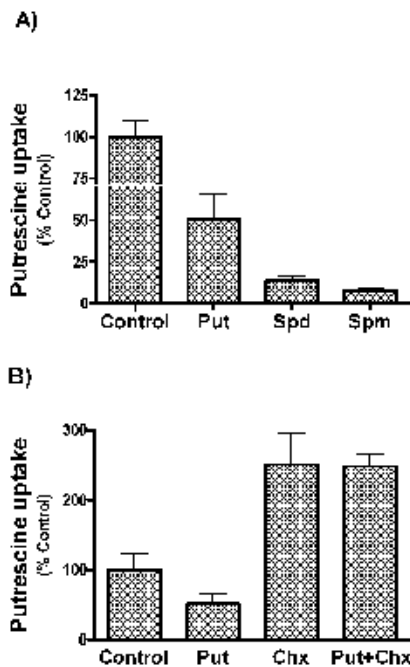 A)
Putrescine uptake
(% Control)
125
100
75
50
25
0
Control Put Spd Spm
B)
Putrescine uptake
(% Control)
300
200
100
0
Control Put Chx Put+Chx